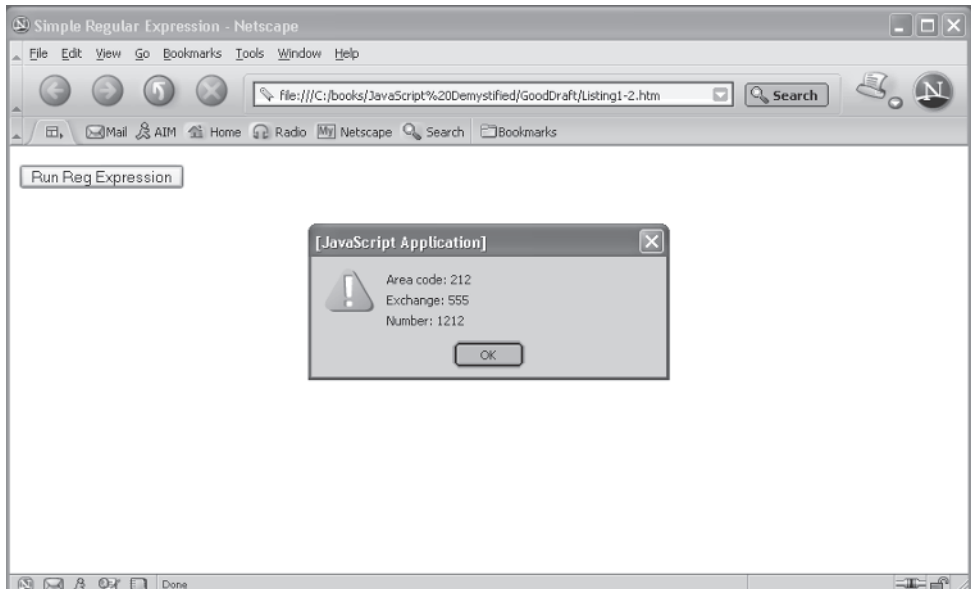 Simple Regular Expression - Netscape
File Edit View Go Bookmarks Tools Window Help
file:///C:/books/JavaScript%20Demystified/GoodDraft/Listing1-2.htm Search N
Mail AIM Home Radio My Netscape Search Bookmarks
Run Reg Expression
[JavaScript Application]
Area code: 212
Exchange: 555
Number: 1212
OK
Done